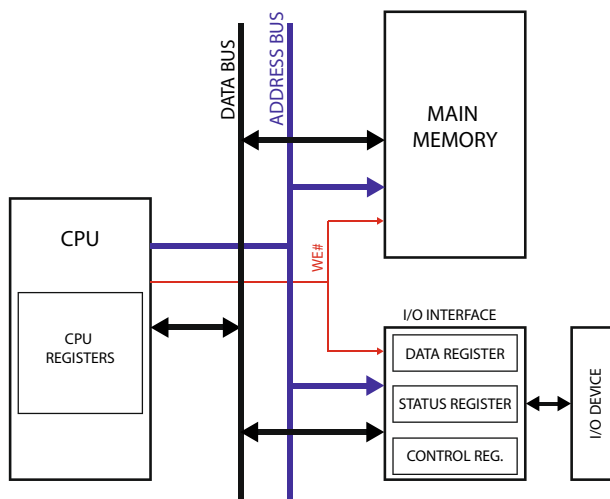 DATA BUS
ADDRESS BUS
MAIN
MEMORY
CPU
WE#
CPU
REGISTERS
I/O INTERFACE
DATA REGISTER
STATUS REGISTER
CONTROL REG.
I/O DEVICE